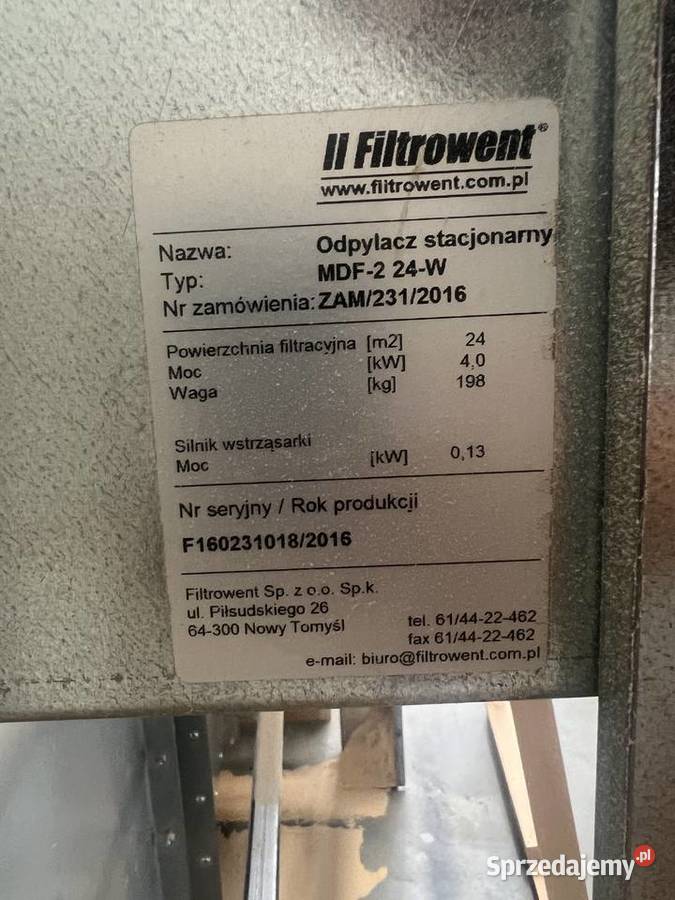 Filtrowent®
www.filtrowent.com.pl
Nazwa: Odpylacz stacjonarny
Typ: MDF-2 24-W
Nr zamówienia: ZAM/231/2016
Powierzchnia filtracyjna [m2] 24
Moc [kW] 4,0
Waga [kg] 198
Silnik wstrząsarki
Moc [kW] 0,13
Nr seryjny / Rok produkcji
F160231018/2016
Filtrowent Sp. z o.o. Sp.k.
ul. Piłsudskiego 26
64-300 Nowy Tomyśl
tel. 61/44-22-462
fax 61/44-22-462
e-mail: biuro@filtrowent.com.pl
Sprzedajemy.pl